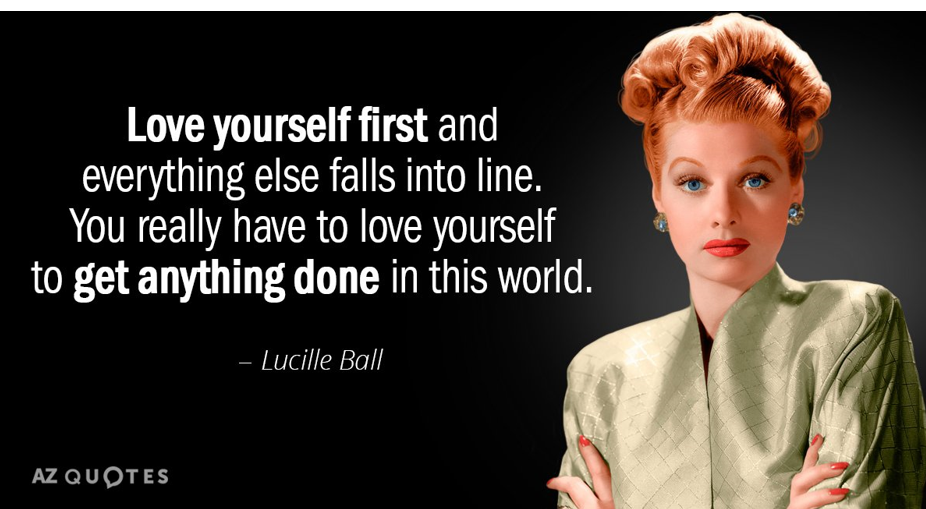 Love yourself first and
everything else falls into line.
You really have to love yourself
to get anything done in this world.
– Lucille Ball
AZ QUOTES